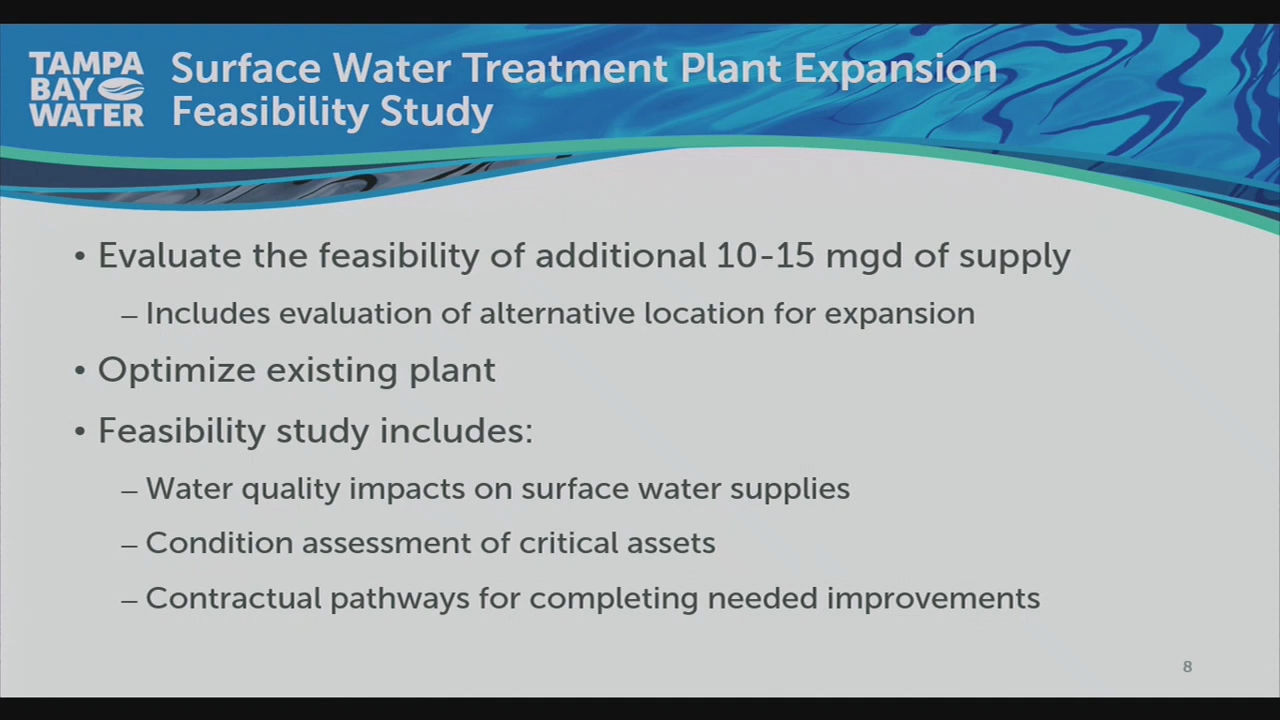 TAMPA
BAY
WATER
Surface Water Treatment Plant Expansion
Feasibility Study
• Evaluate the feasibility of additional 10-15 mgd of supply
– Includes evaluation of alternative location for expansion
• Optimize existing plant
• Feasibility study includes:
– Water quality impacts on surface water supplies
– Condition assessment of critical assets
– Contractual pathways for completing needed improvements
8